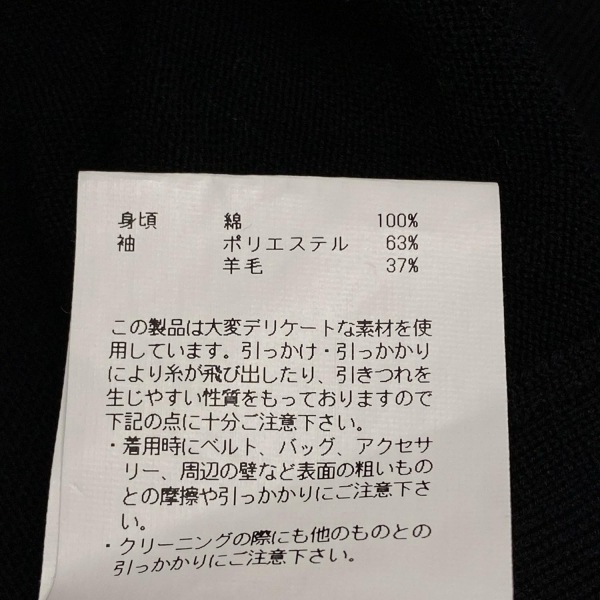 身頃 綿 100%
袖 ポリエステル 63%
羊毛 37%
この製品は大変デリケートな素材を使
用しています。引っかけ・引っかかり
により糸が飛び出したり、引きつれを
生じやすい性質をもっておりますので
下記の点に十分ご注意下さい。
・着用時にベルト、バッグ、アクセサ
リー、周辺の壁など表面の粗いもの
との摩擦や引っかかりにご注意下さ
い。
・クリーニングの際にも他のものとの
引っかかりにご注意下さい。